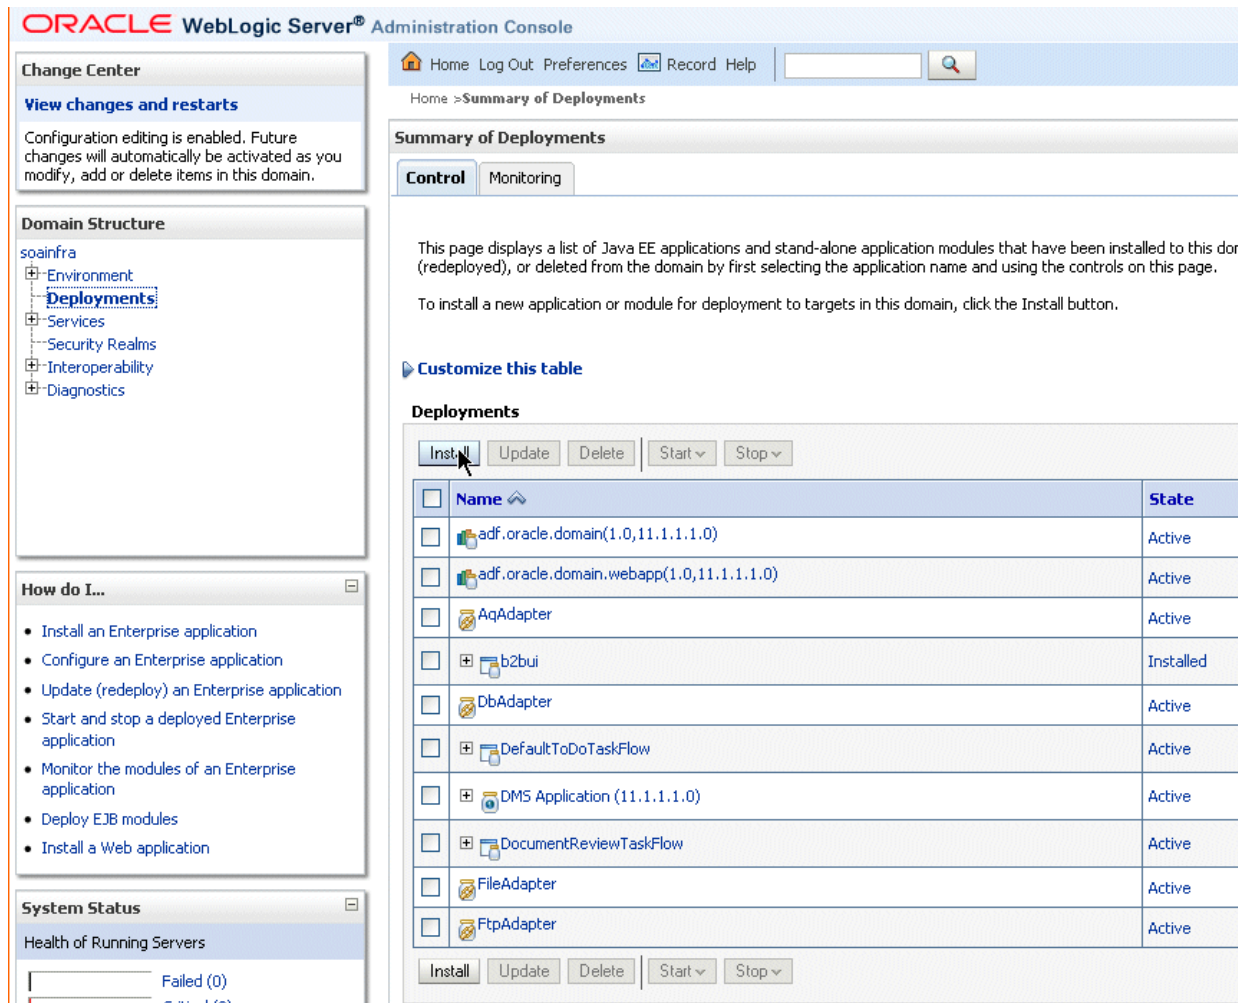 ORACLE WebLogic Server® Administration Console
Change Center
View changes and restarts
Configuration editing is enabled. Future
changes will automatically be activated as you
modify, add or delete items in this domain.
Domain Structure
soainfra
Environment
Deployments
Services
Security Realms
Interoperability
Diagnostics
How do I...
Install an Enterprise application
Configure an Enterprise application
Update (redeploy) an Enterprise application
Start and stop a deployed Enterprise
application
Monitor the modules of an Enterprise
application
Deploy EJB modules
Install a Web application
System Status
Health of Running Servers
Failed (0)
Home Log Out Preferences Record Help
Home >Summary of Deployments
Summary of Deployments
Control Monitoring
This page displays a list of Java EE applications and stand-alone application modules that have been installed to this
(redeployed), or deleted from the domain by first selecting the application name and using the controls on this page.
To install a new application or module for deployment to targets in this domain, click the Install button.
Customize this table
Deployments
Install Update Delete Start Stop
Name State
adf.oracle.domain(1.0,11.1.1.1.0) Active
adf.oracle.domain.webapp(1.0,11.1.1.1.0) Active
AqAdapter Active
b2bui Installed
DbAdapter Active
DefaultToDoTaskFlow Active
DMS Application (11.1.1.1.0) Active
DocumentReviewTaskFlow Active
FileAdapter Active
FtpAdapter Active
Install Update Delete Start Stop